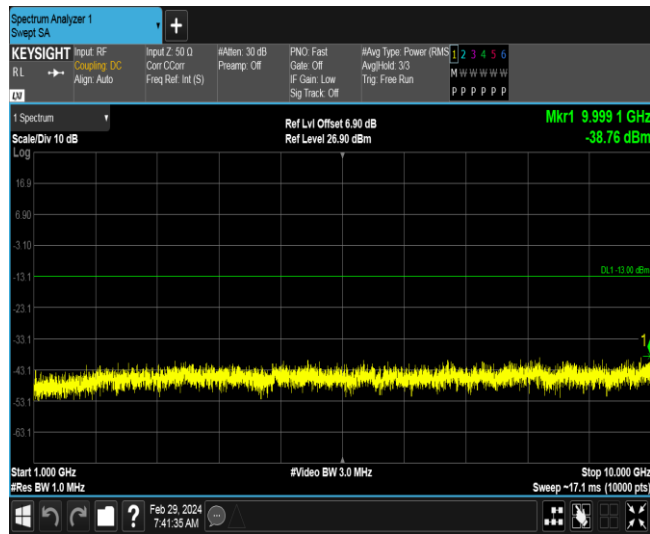 Spectrum Analyzer 1
Swept SA
+
KEYSIGHT
RL
LXI
Input: RF
Coupling: DC
Align: Auto
Input Z: 50 Ω
Corr CCorr
Freq Ref: Int (S)
#Atten: 30 dB
Preamp: Off
PNO: Fast
Gate: Off
IF Gain: Low
Sig Track: Off
#Avg Type: Power (RMS
Avg|Hold: 3/3
Trig: Free Run
1 2 3 4 5 6
M W W W W W
P P P P P P
1 Spectrum
Scale/Div 10 dB
Log
Ref Lvl Offset 6.90 dB
Ref Level 26.90 dBm
Mkr1 9.999 1 GHz
-38.76 dBm
16.9
6.90
-3.10
-13.1
DL1 -13.00 dBm
-23.1
-33.1
1
-43.1
-53.1
-63.1
Start 1.000 GHz
#Res BW 1.0 MHz
#Video BW 3.0 MHz
Stop 10.000 GHz
Sweep ~17.1 ms (10000 pts)
?
Feb 29, 2024
7:41:35 AM